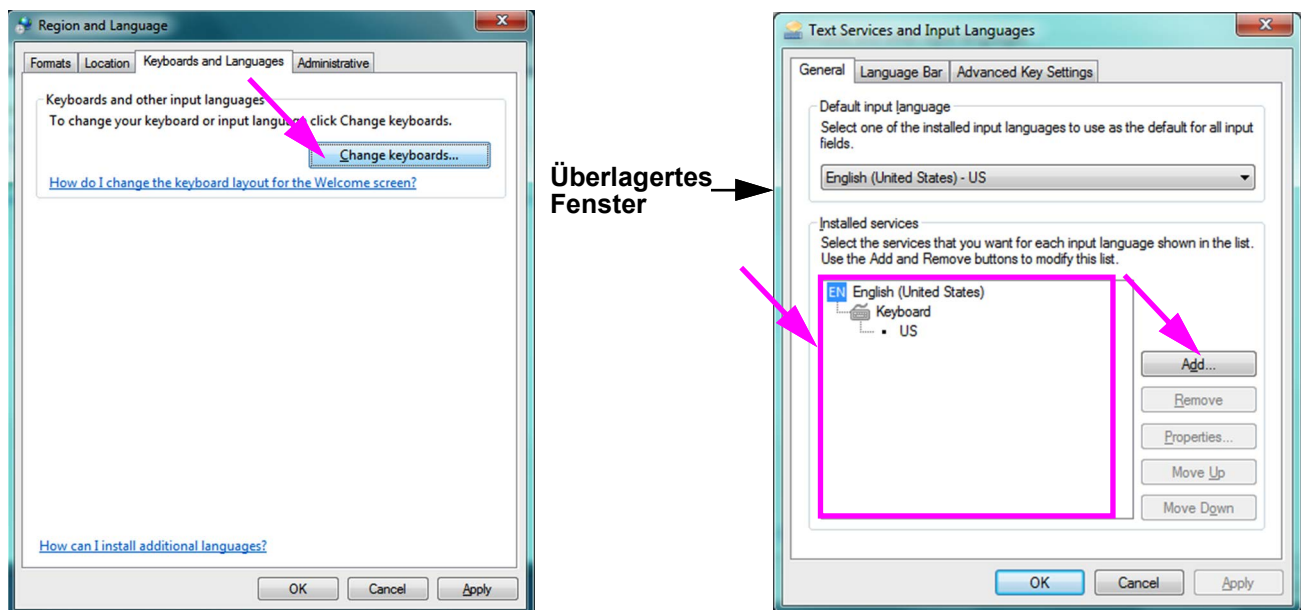 Region and Language
Formats Location Keyboards and Languages Administrative
Keyboards and other input languages
To change your keyboard or input language, click Change keyboards.
Change keyboards...
How do I change the keyboard layout for the Welcome screen?
How can I install additional languages?
OK Cancel Apply
Überlagertes
Fenster
Text Services and Input Languages
General Language Bar Advanced Key Settings
Default input language
Select one of the installed input languages to use as the default for all input
fields.
English (United States) - US
Installed services
Select the services that you want for each input language shown in the list.
Use the Add and Remove buttons to modify this list.
EN English (United States)
Keyboard
US
Add...
Remove
Properties...
Move Up
Move Down
OK Cancel Apply